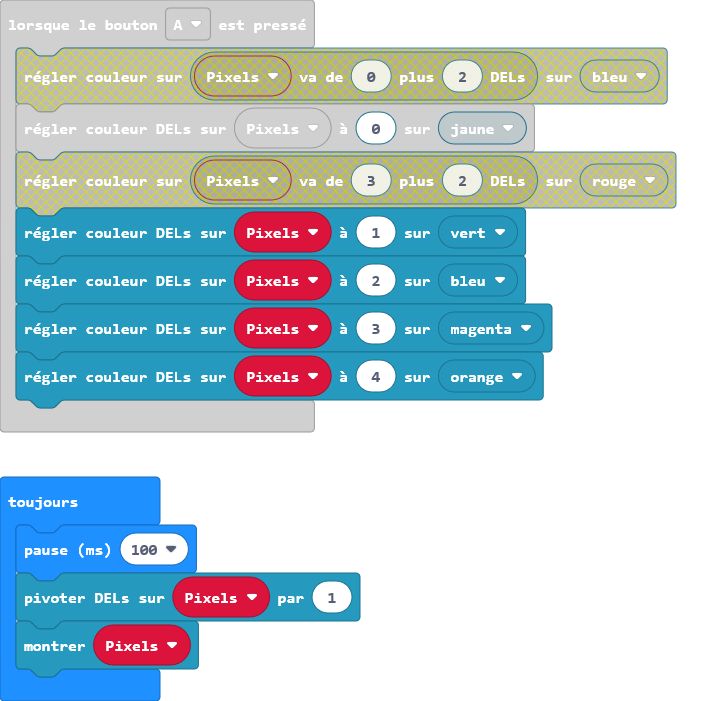 lorsque le bouton A est pressé
régler couleur sur Pixels va de 0 plus 2 DELs sur bleu
régler couleur DELs sur Pixels à 0 sur jaune
régler couleur sur Pixels va de 3 plus 2 DELs sur rouge
régler couleur DELs sur Pixels à 1 sur vert
régler couleur DELs sur Pixels à 2 sur bleu
régler couleur DELs sur Pixels à 3 sur magenta
régler couleur DELs sur Pixels à 4 sur orange
toujours
pause (ms) 100
pivoter DELs sur Pixels par 1
montrer Pixels